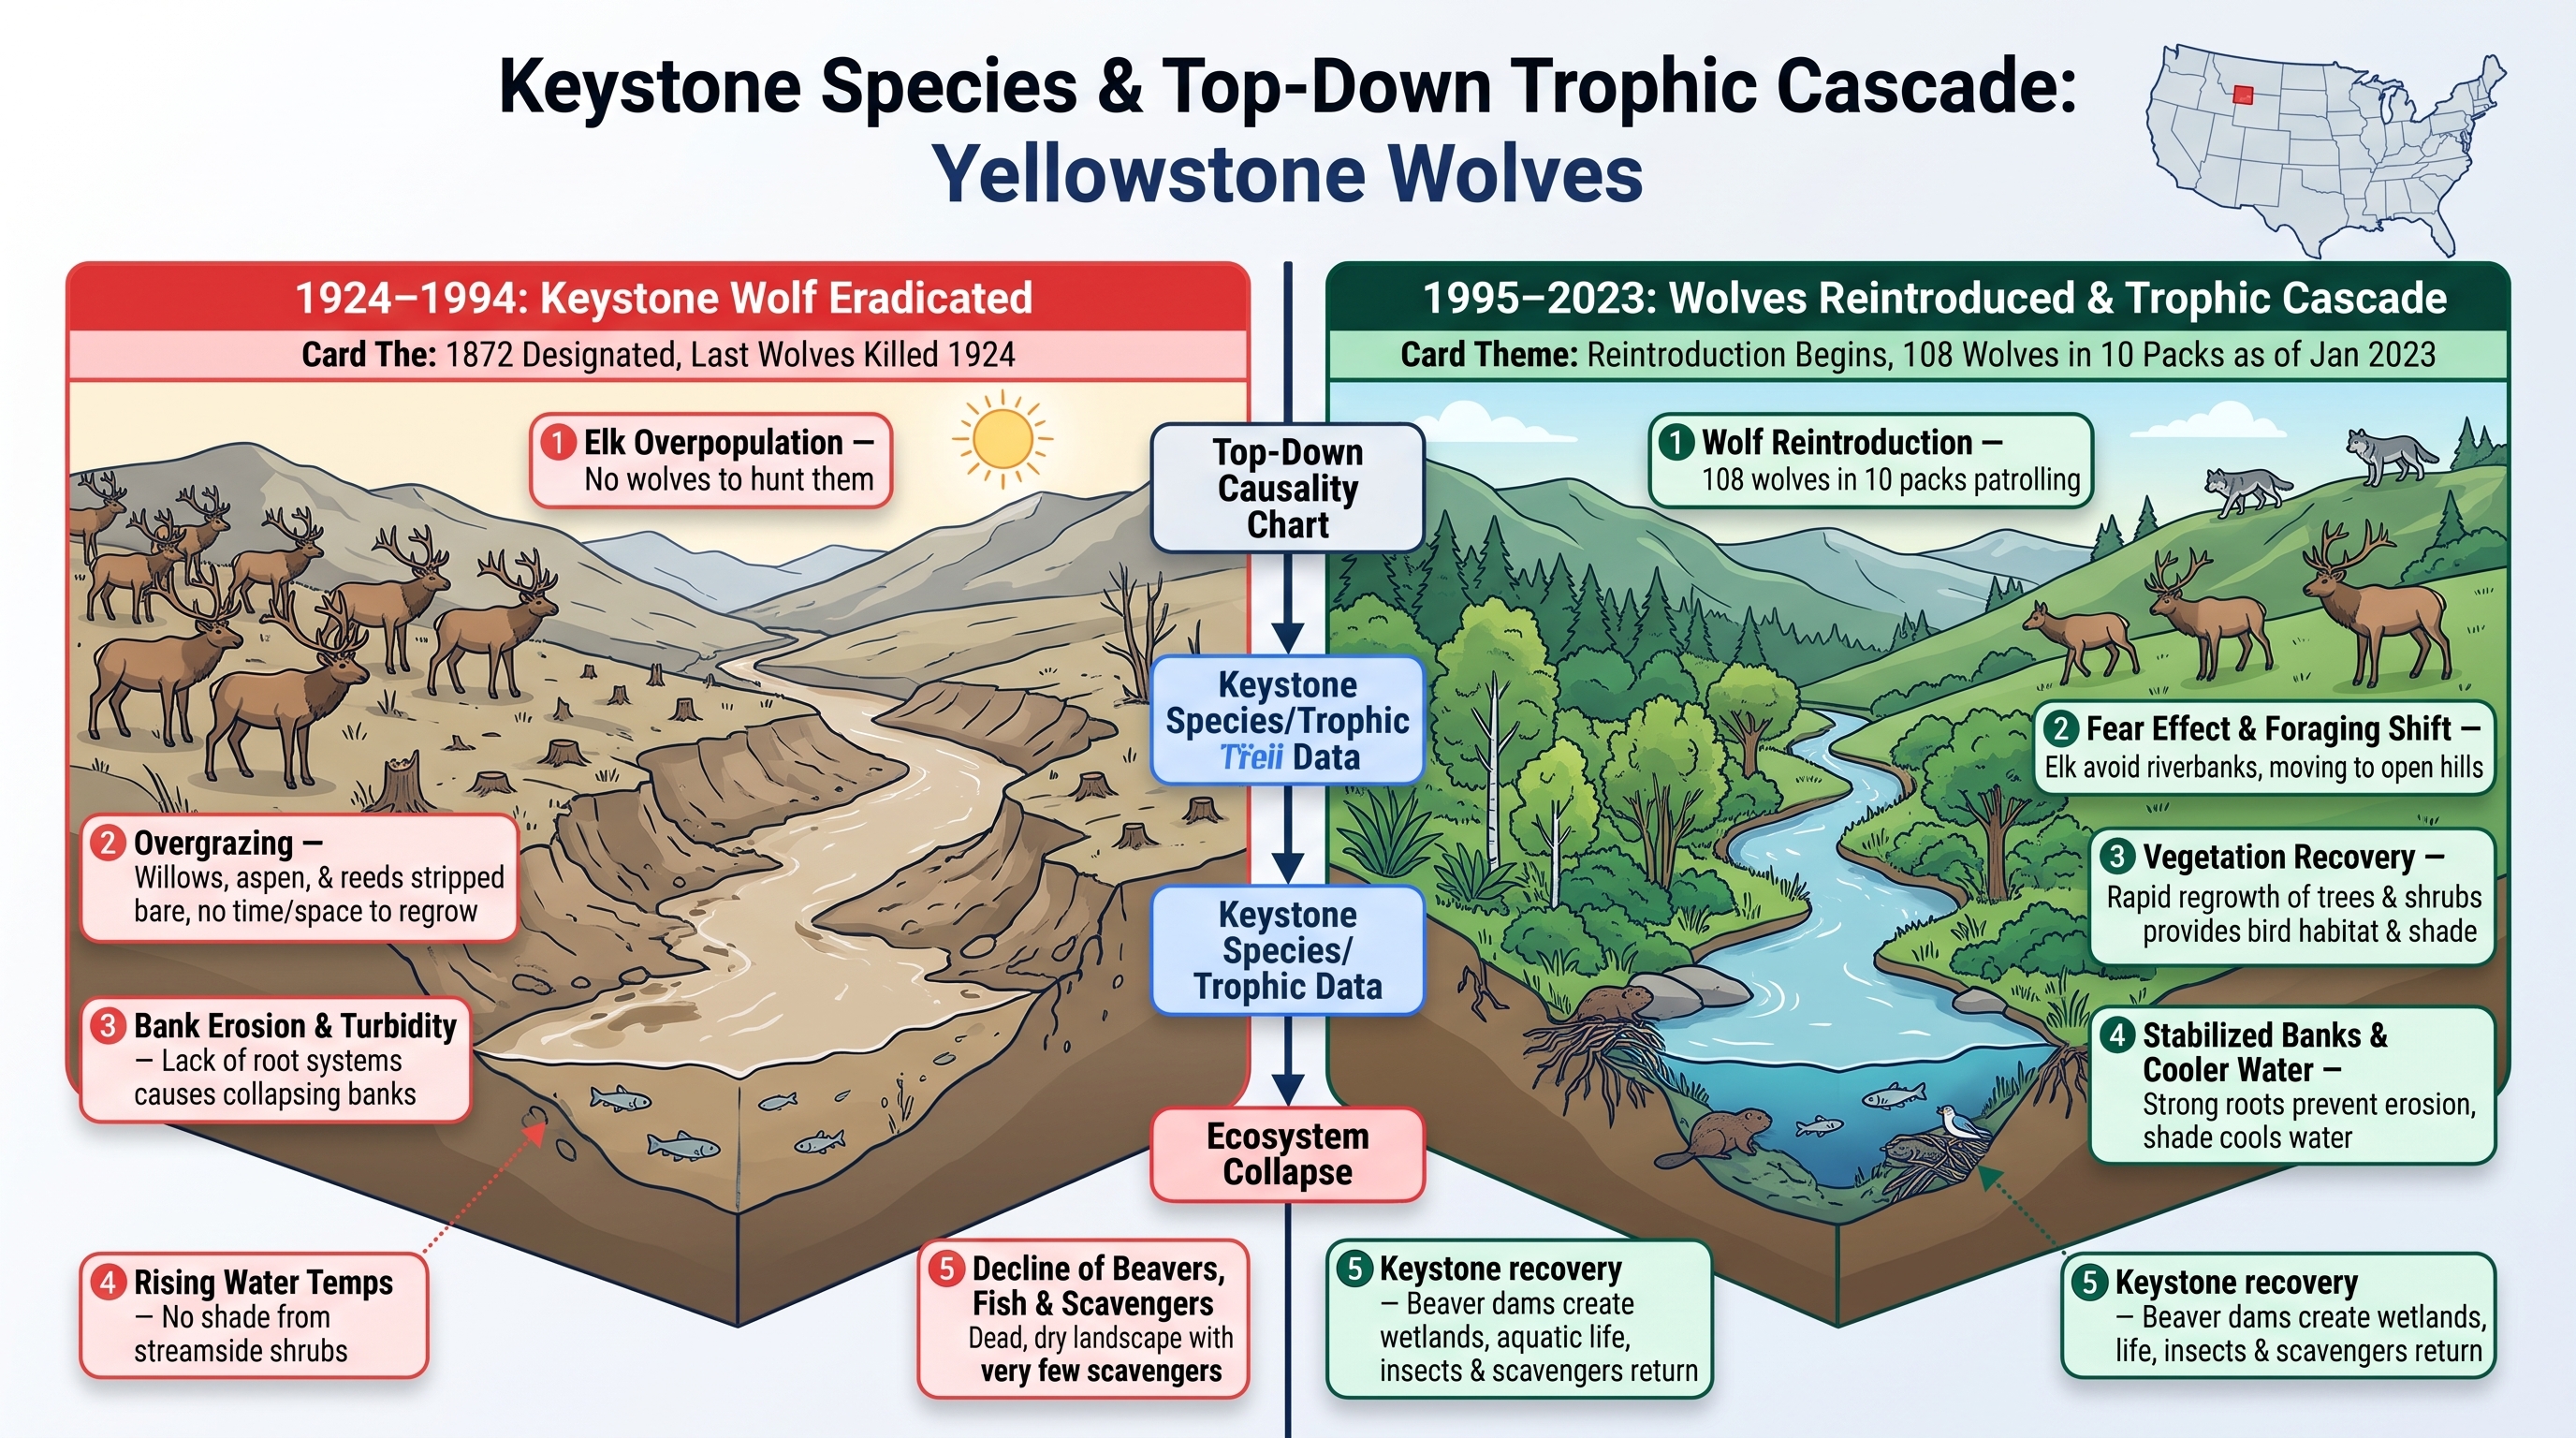 Keystone Species & Top-Down Trophic Cascade:
Yellowstone Wolves
1924–1994: Keystone Wolf Eradicated
Card The: 1872 Designated, Last Wolves Killed 1924
1 Elk Overpopulation —
No wolves to hunt them
2 Overgrazing —
Willows, aspen, & reeds stripped
bare, no time/space to regrow
3 Bank Erosion & Turbidity
— Lack of root systems
causes collapsing banks
4 Rising Water Temps
— No shade from
streamside shrubs
5 Decline of Beavers,
Fish & Scavengers
Dead, dry landscape with
very few scavengers
Top-Down
Causality
Chart
Keystone
Species/Trophic
Data
Keystone
Species/
Trophic Data
Ecosystem
Collapse
1995–2023: Wolves Reintroduced & Trophic Cascade
Card Theme: Reintroduction Begins, 108 Wolves in 10 Packs as of Jan 2023
1 Wolf Reintroduction —
108 wolves in 10 packs patrolling
2 Fear Effect & Foraging Shift —
Elk avoid riverbanks, moving to open hills
3 Vegetation Recovery —
Rapid regrowth of trees & shrubs
provides bird habitat & shade
4 Stabilized Banks &
Cooler Water —
Strong roots prevent erosion,
shade cools water
5 Keystone recovery
— Beaver dams create
wetlands, aquatic life,
insects & scavengers return
5 Keystone recovery
— Beaver dams create wetlands,
life, insects & scavengers return